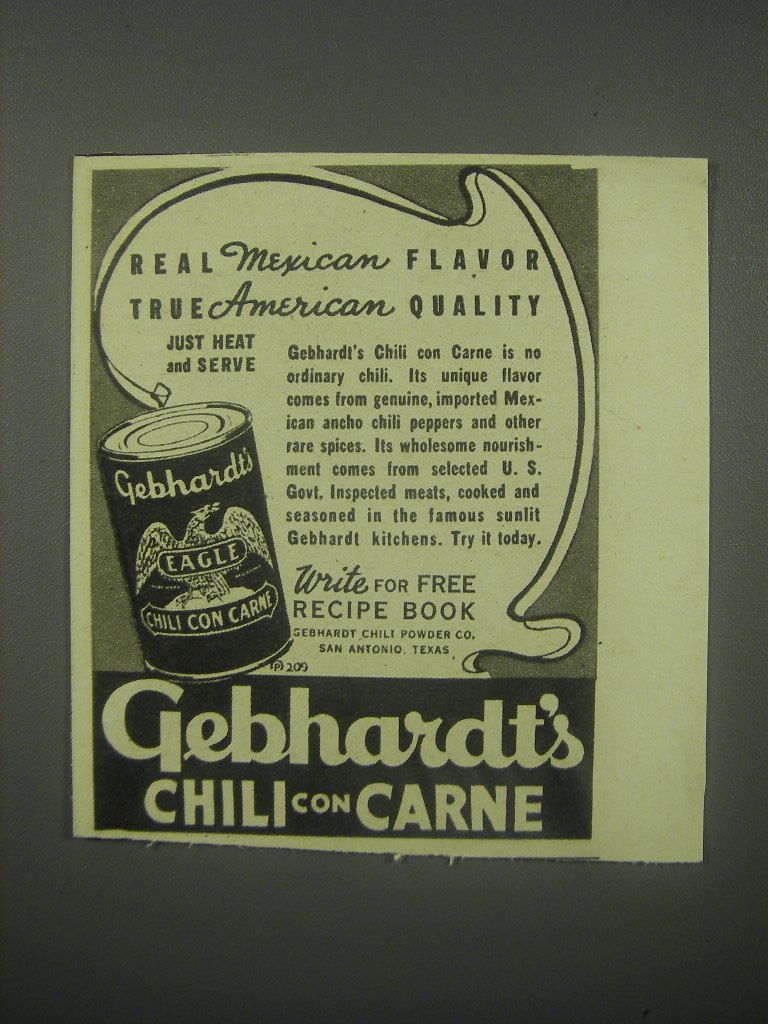 REAL Mexican FLAVOR
TRUE American QUALITY
JUST HEAT
and SERVE
Gebhardt's Chili con Carne is no
ordinary chili. Its unique flavor
comes from genuine, imported Mex-
ican ancho chili peppers and other
rare spices. Its wholesome nourish-
ment comes from selected U. S.
Govt. Inspected meats, cooked and
seasoned in the famous sunlit
Gebhardt kitchens. Try it today.
Gebhardt's
EAGLE
CHILI CON CARNE
Write FOR FREE
RECIPE BOOK
GEBHARDT CHILI POWDER CO.
SAN ANTONIO, TEXAS
209
Gebhardt's
CHILI CON CARNE